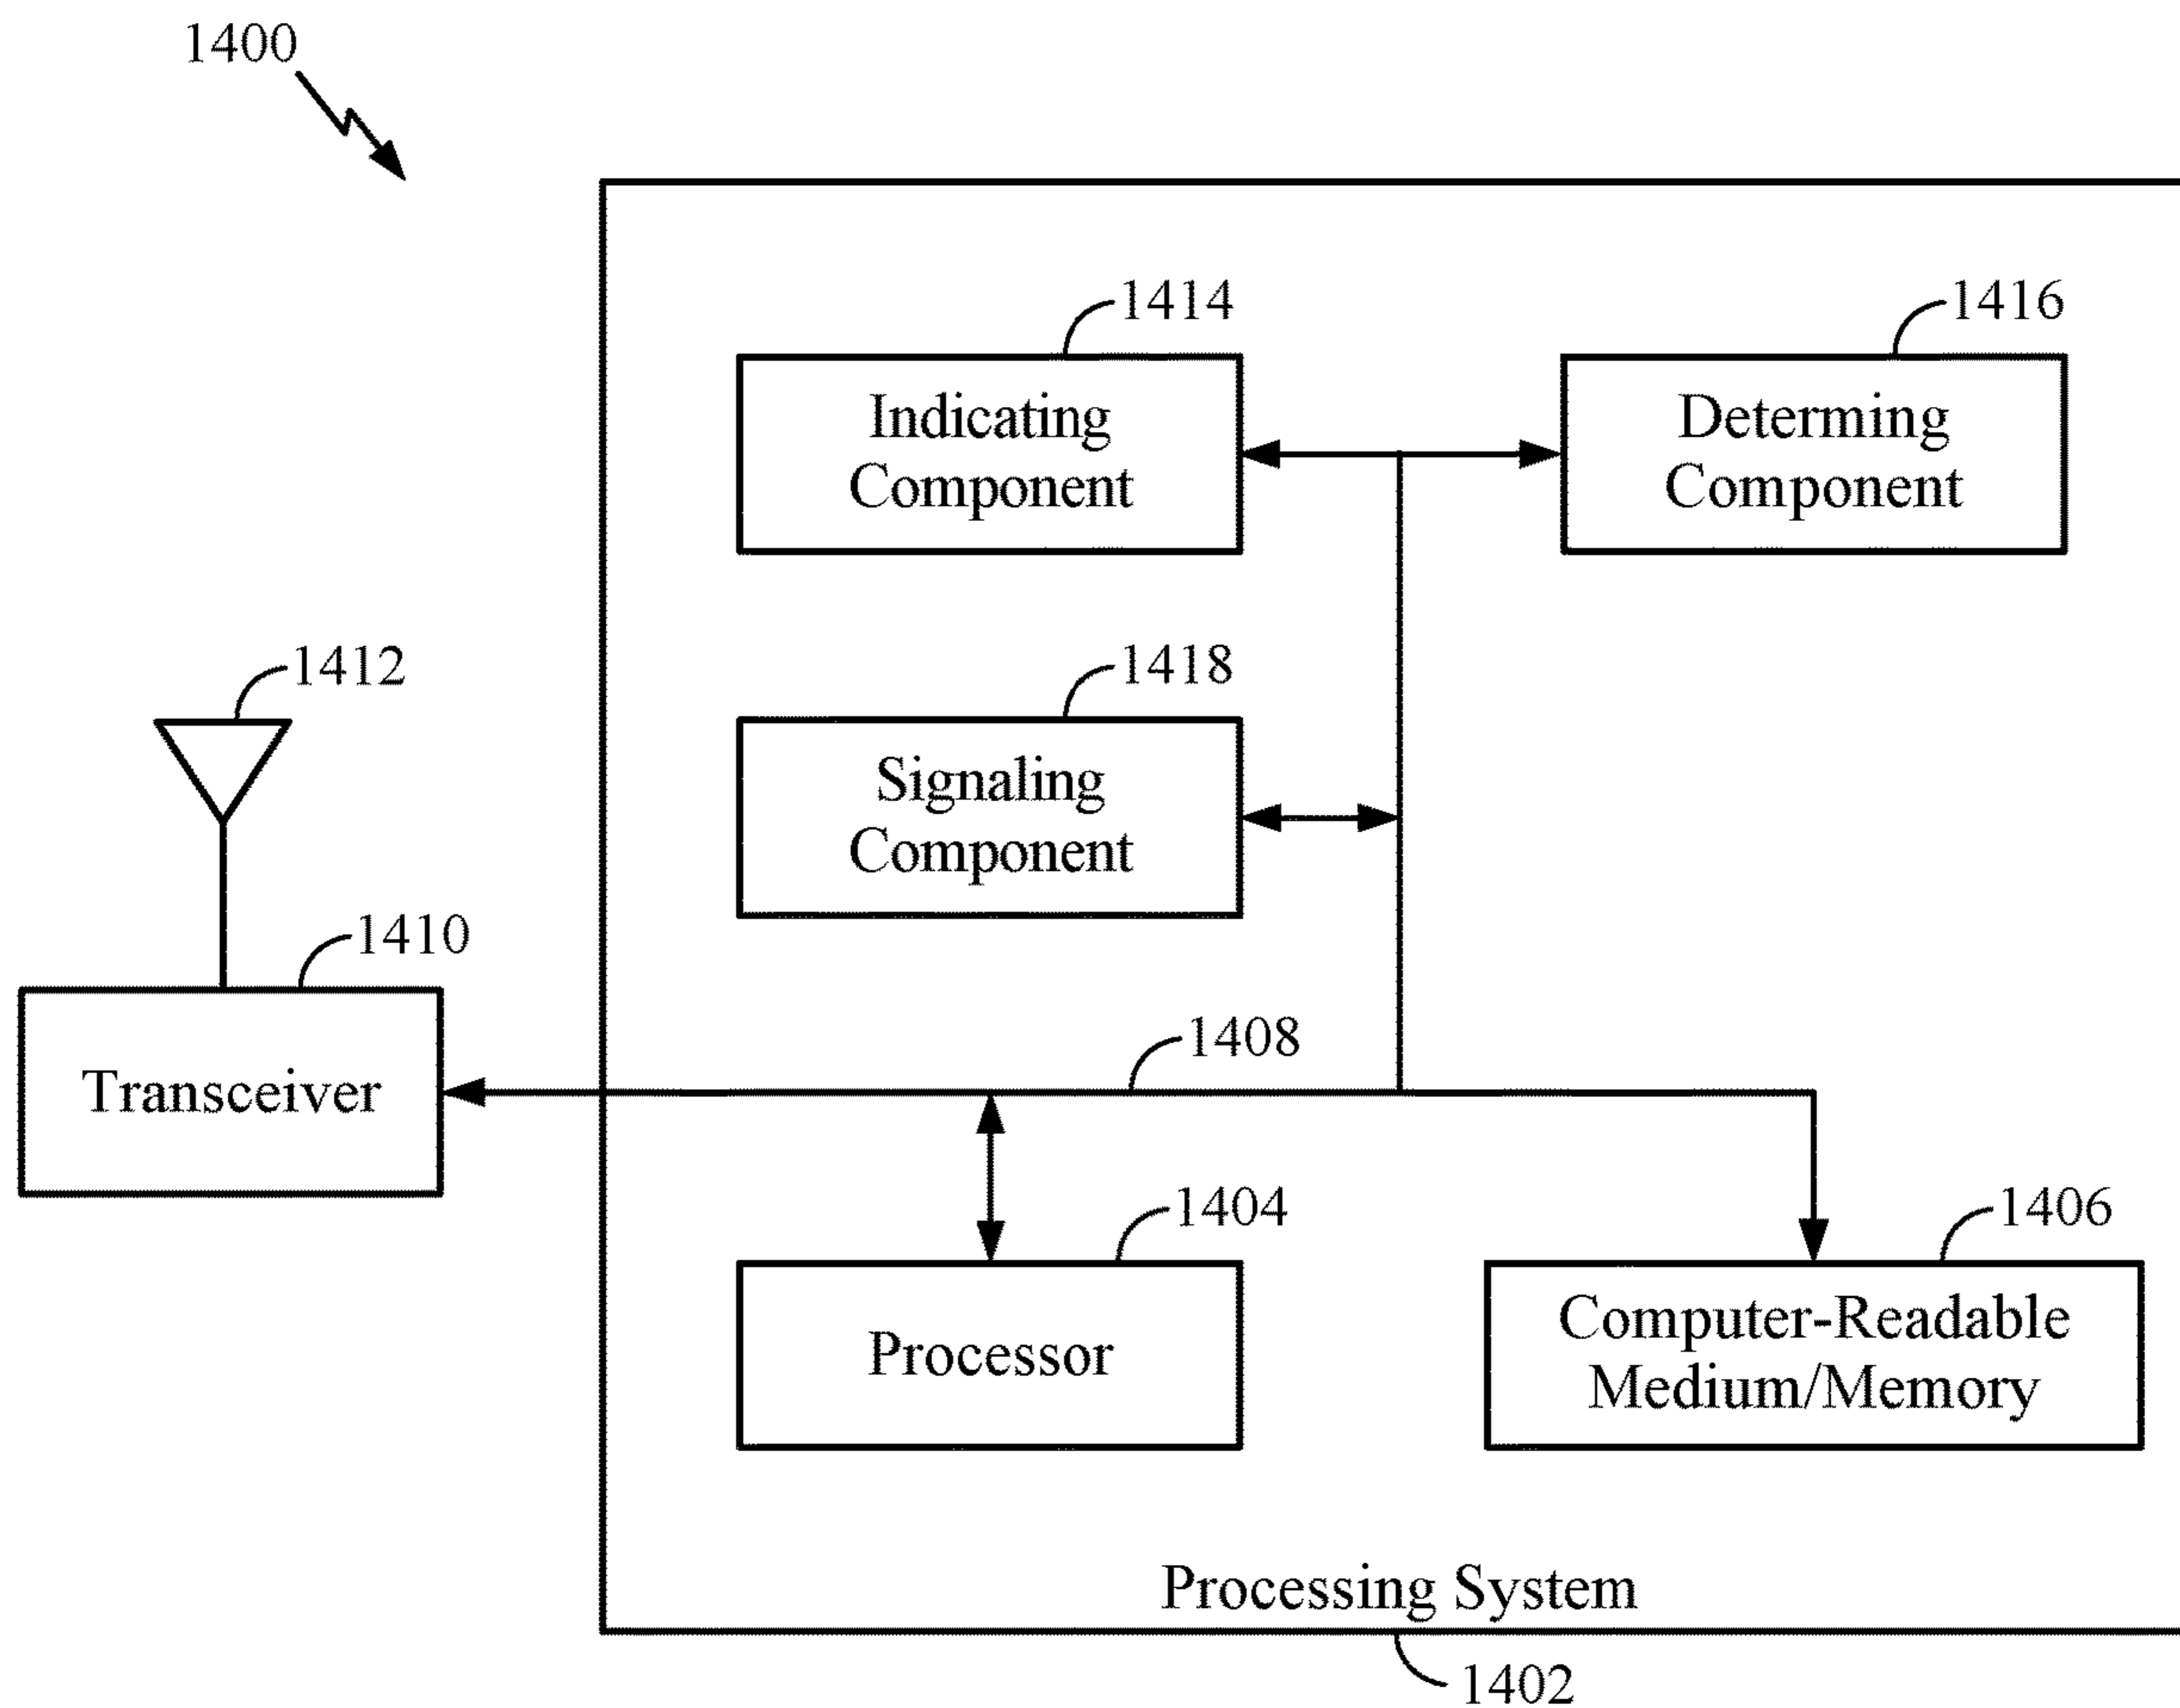 1400
1414
1416
Indicating
Component
Determing
Component
1412
1418
Signaling
Component
1410
1408
Transceiver
1404
1406
Processor
Computer-Readable
Medium/Memory
Processing System
1402